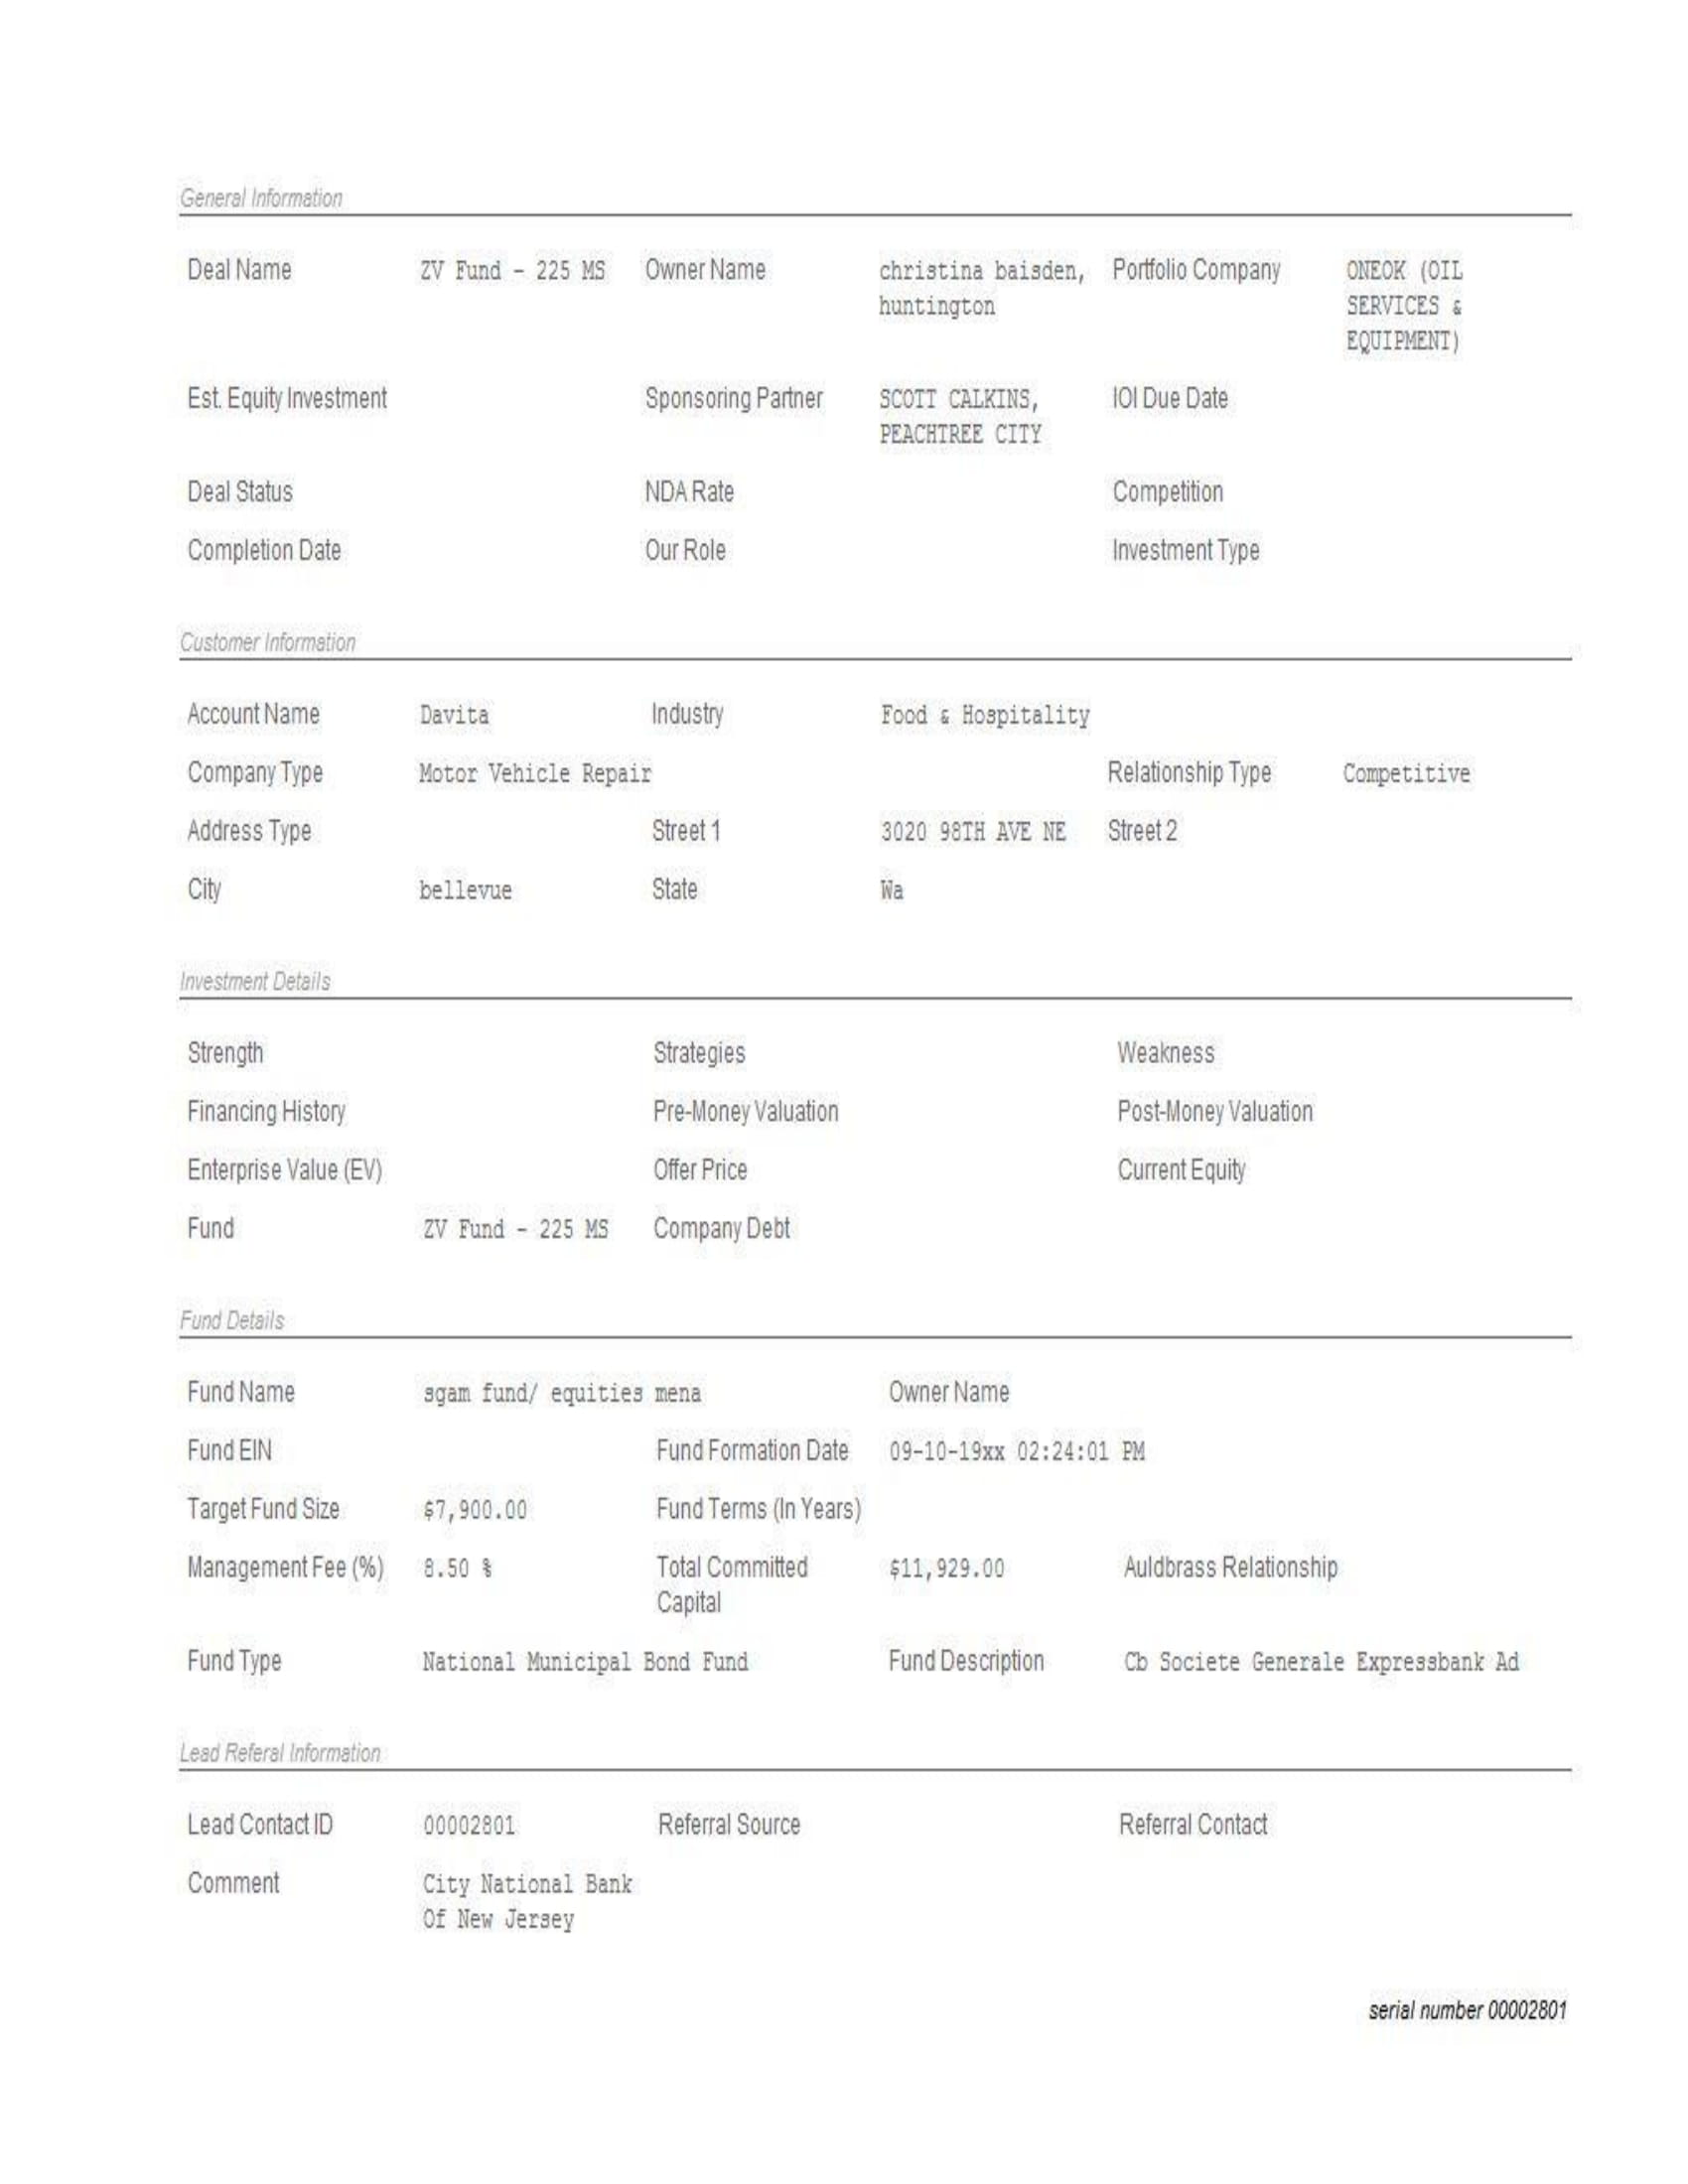 General Information
Deal Name ZV Fund - 225 MS Owner Name christina baisden, Portfolio Company ONEOK (OIL
huntington SERVICES &
EQUIPMENT)
Est. Equity Investment Sponsoring Partner SCOTT CALKINS, IOI Due Date
PEACHTREE CITY
Deal Status NDA Rate Competition
Completion Date Our Role Investment Type
Customer Information
Account Name Davita Industry Food & Hospitality
Company Type Motor Vehicle Repair Relationship Type Competitive
Address Type Street 1 3020 98TH AVE NE Street 2
City bellevue State Wa
Investment Details
Strength Strategies Weakness
Financing History Pre-Money Valuation Post-Money Valuation
Enterprise Value (EV) Offer Price Current Equity
Fund ZV Fund - 225 MS Company Debt
Fund Details
Fund Name sgam fund/ equities mena Owner Name
Fund EIN Fund Formation Date 09-10-19xx 02:24:01 PM
Target Fund Size $7,900.00 Fund Terms (In Years)
Management Fee (%) 8.50 % Total Committed $11,929.00 Auldbrass Relationship
Capital
Fund Type National Municipal Bond Fund Fund Description Cb Societe Generale Expressbank Ad
Lead Referal Information
Lead Contact ID 00002801 Referral Source Referral Contact
Comment City National Bank
Of New Jersey
serial number 00002801